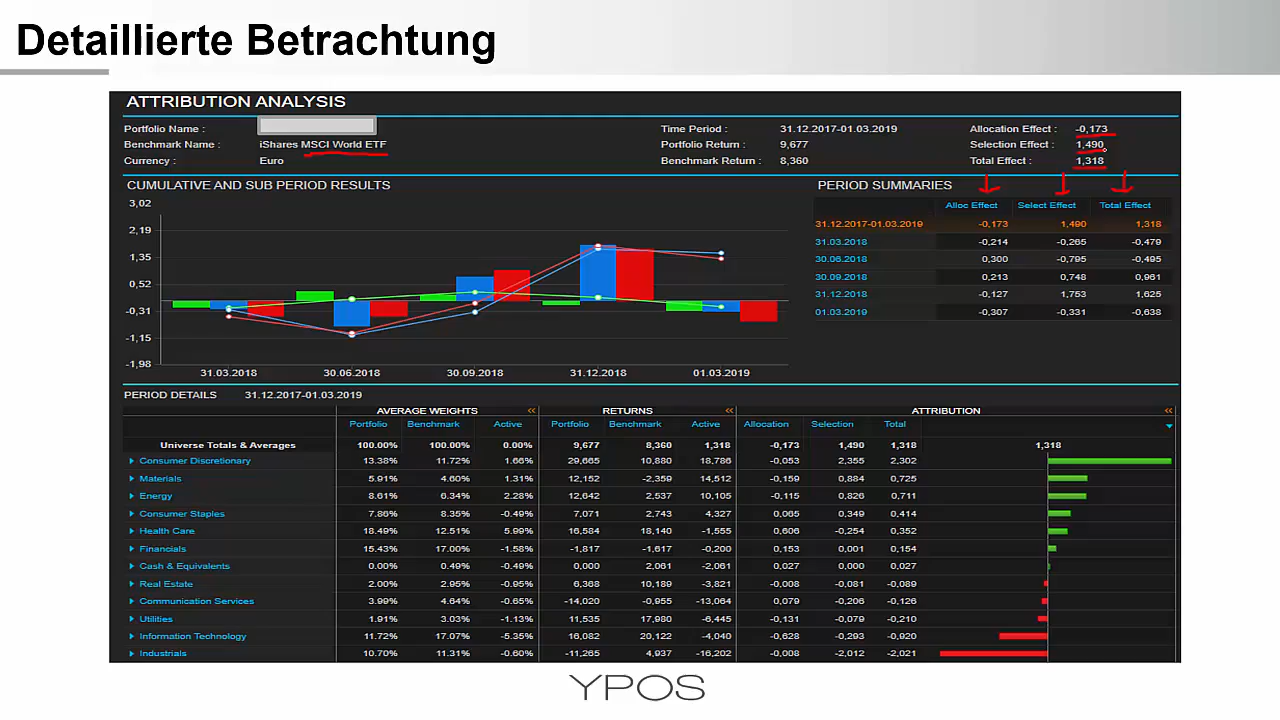 Detaillierte Betrachtung
ATTRIBUTION ANALYSIS
Portfolio Name : Time Period : 31.12.2017-01.03.2019 Allocation Effect : -0,173
Benchmark Name : iShares MSCI World ETF Portfolio Return : 9,677 Selection Effect : 1,490
Currency : Euro Benchmark Return : 8,360 Total Effect : 1,318
CUMULATIVE AND SUB PERIOD RESULTS
3,02
2,19
1,35
0,52
-0,31
-1,15
-1,98
31.03.2018 30.06.2018 30.09.2018 31.12.2018 01.03.2019
PERIOD SUMMARIES
Alloc Effect Select Effect Total Effect
31.12.2017-01.03.2019 -0,173 1,490 1,318
31.03.2018 -0,214 -0,265 -0,479
30.06.2018 0,300 -0,795 -0,495
30.09.2018 0,213 0,748 0,961
31.12.2018 -0,127 1,753 1,625
01.03.2019 -0,307 -0,331 -0,638
PERIOD DETAILS 31.12.2017-01.03.2019
AVERAGE WEIGHTS « RETURNS « ATTRIBUTION «
Portfolio Benchmark Active Portfolio Benchmark Active Allocation Selection Total
Universe Totals & Averages 100.00% 100.00% 0.00% 9,677 8,360 1,318 -0,173 1,490 1,318 1,318
Consumer Discretionary 13.38% 11.72% 1.66% 29,665 10,880 18,786 -0,053 2,355 2,302
Materials 5.91% 4.60% 1.31% 12,152 -2,359 14,512 -0,159 0,884 0,725
Energy 8.61% 6.34% 2.28% 12,642 2,537 10,105 -0,115 0,826 0,711
Consumer Staples 7.86% 8.35% -0.49% 7,071 2,743 4,327 0,065 0,349 0,414
Health Care 18.49% 12.51% 5.99% 16,584 18,140 -1,555 0,606 -0,254 0,352
Financials 15.43% 17.00% -1.58% -1,817 -1,617 -0,200 0,153 0,001 0,154
Cash & Equivalents 0.00% 0.49% -0.49% 0,000 2,061 -2,061 0,027 0,000 0,027
Real Estate 2.00% 2.95% -0.95% 6,368 10,189 -3,821 -0,008 -0,081 -0,089
Communication Services 3.99% 4.64% -0.65% -14,020 -0,955 -13,064 0,079 -0,206 -0,126
Utilities 1.91% 3.03% -1.13% 11,535 17,980 -6,445 -0,131 -0,079 -0,210
Information Technology 11.72% 17.07% -5.35% 16,082 20,122 -4,040 -0,628 -0,293 -0,920
Industrials 10.70% 11.31% -0.60% -11,265 4,937 -16,202 -0,008 -2,012 -2,021
YPOS